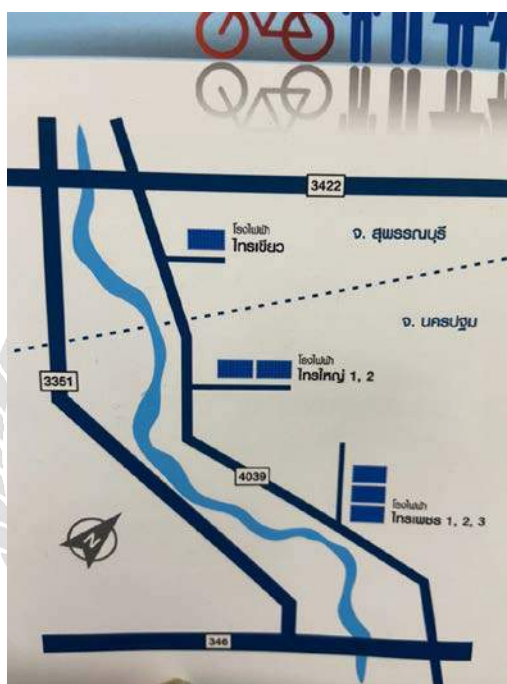 3422
โรงไฟฟ้า
ไทรเขียว
จ. สุพรรณบุรี
จ. นครปฐม
โรงไฟฟ้า
ไทรใหญ่ 1, 2
3351
4039
โรงไฟฟ้า
ไทรเพชร 1, 2, 3
N
346